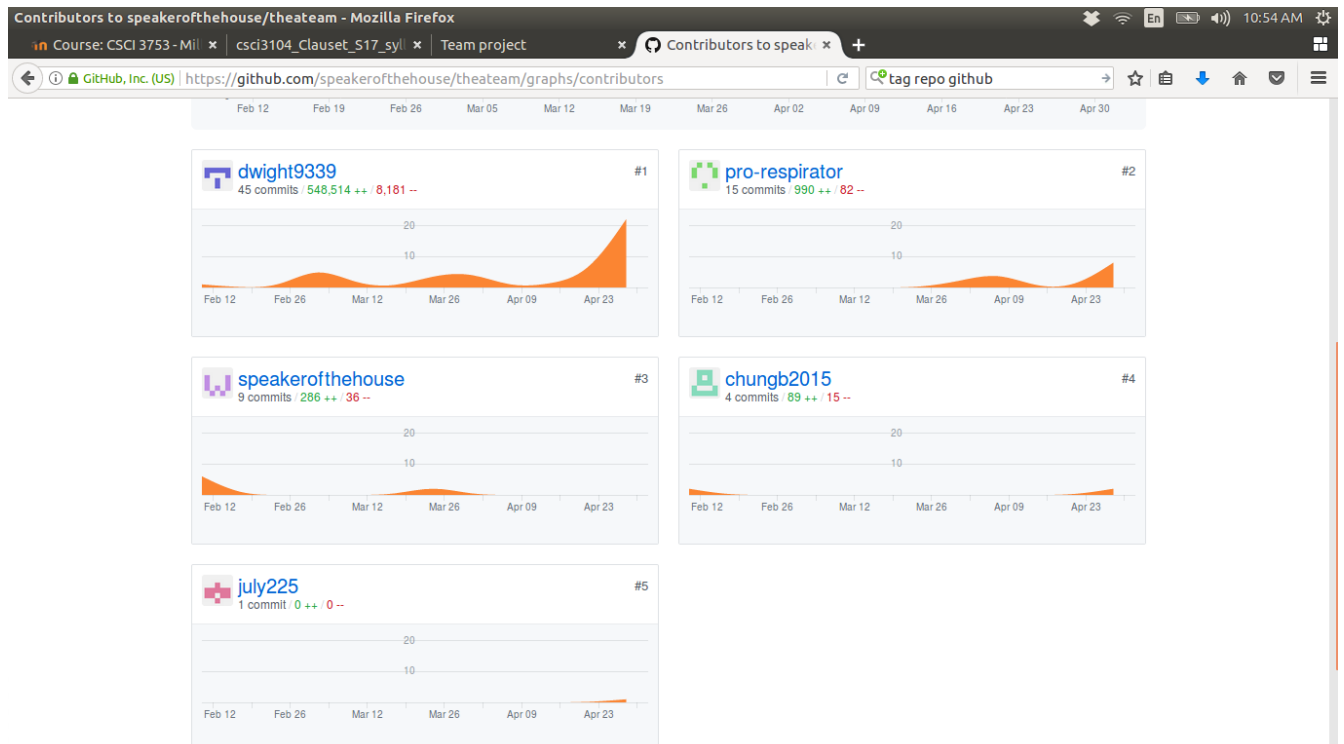 Contributors to speakerofthehouse/theateam - Mozilla Firefox
En
10:54 AM
Course: CSCI 3753 - Mil
csci3104_Clauset_S17_syll
Team project
Contributors to speak
GitHub, Inc. (US)
https://github.com/speakerofthehouse/theateam/graphs/contributors
tag repo github
Feb 12 Feb 19 Feb 26 Mar 05 Mar 12 Mar 19 Mar 26 Apr 02 Apr 09 Apr 16 Apr 23 Apr 30
dwight9339
#1
45 commits / 548,514 ++ / 8,181 --
20
10
Feb 12 Feb 26 Mar 12 Mar 26 Apr 09 Apr 23
pro-respirator
#2
15 commits / 990 ++ / 82 --
20
10
Feb 12 Feb 26 Mar 12 Mar 26 Apr 09 Apr 23
speakerofthehouse
#3
9 commits / 286 ++ / 36 --
20
10
Feb 12 Feb 26 Mar 12 Mar 26 Apr 09 Apr 23
chungb2015
#4
4 commits / 89 ++ / 15 --
20
10
Feb 12 Feb 26 Mar 12 Mar 26 Apr 09 Apr 23
july225
#5
1 commit / 0 ++ / 0 --
20
10
Feb 12 Feb 26 Mar 12 Mar 26 Apr 09 Apr 23